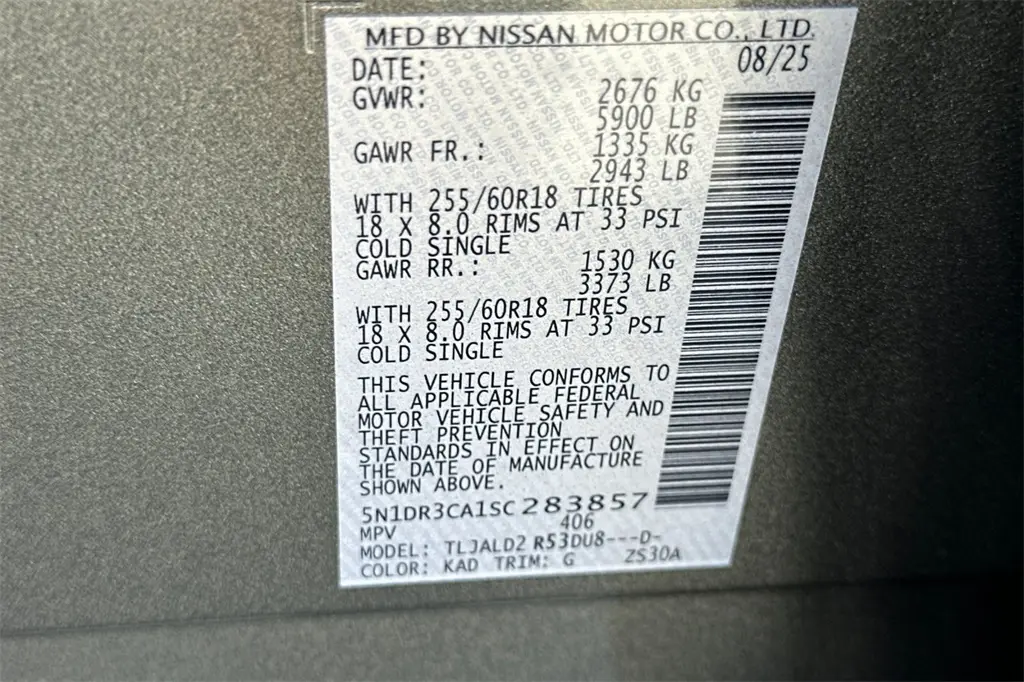 MFD BY NISSAN MOTOR CO., LTD.
DATE: 08/25
GVWR: 2676 KG
5900 LB
GAWR FR.: 1335 KG
2943 LB
WITH 255/60R18 TIRES
18 X 8.0 RIMS AT 33 PSI
COLD SINGLE
GAWR RR.: 1530 KG
3373 LB
WITH 255/60R18 TIRES
18 X 8.0 RIMS AT 33 PSI
COLD SINGLE
THIS VEHICLE CONFORMS TO
ALL APPLICABLE FEDERAL
MOTOR VEHICLE SAFETY AND
THEFT PREVENTION
STANDARDS IN EFFECT ON
THE DATE OF MANUFACTURE
SHOWN ABOVE.
5N1DR3CA1SC283857
MPV 406
MODEL: TLJALD2 R53DU8---D-
COLOR: KAD TRIM: G ZS30A